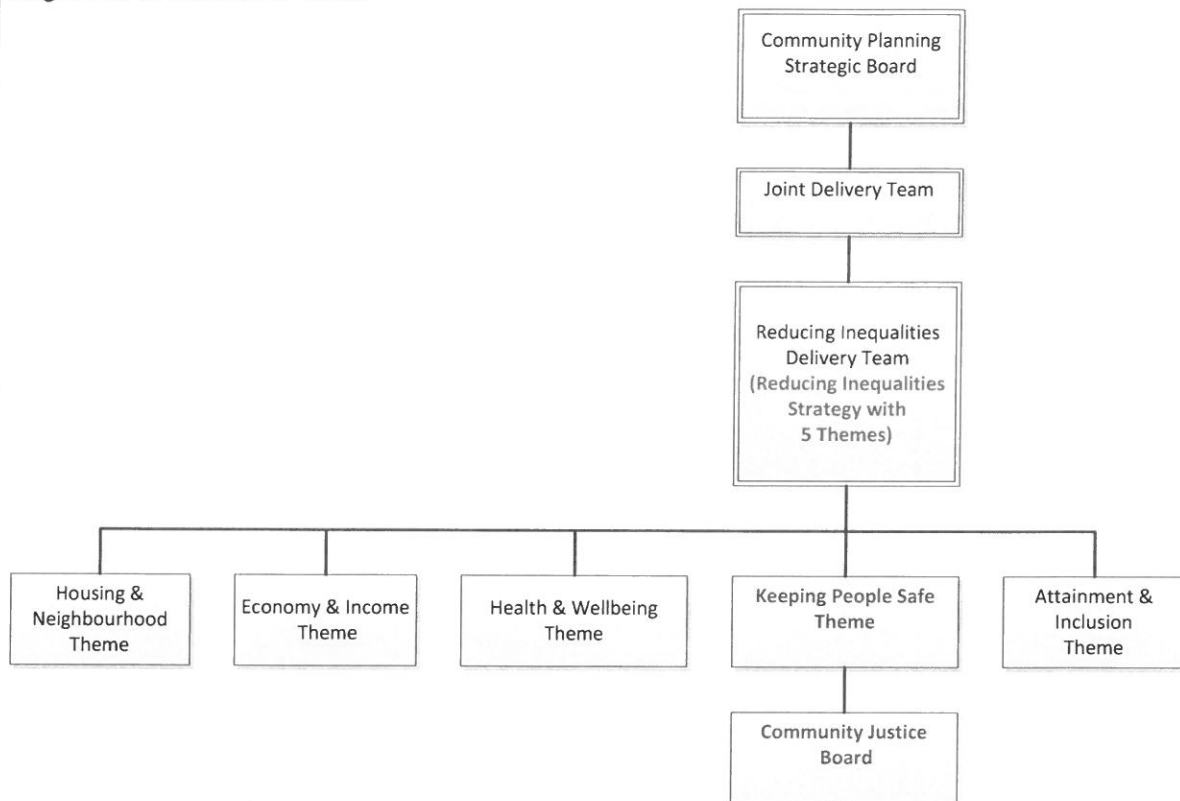 Community Planning
Strategic Board
Joint Delivery Team
Reducing Inequalities
Delivery Team
(Reducing Inequalities
Strategy with
5 Themes)
Housing &
Neighbourhood
Theme
Economy & Income
Theme
Health & Wellbeing
Theme
Keeping People Safe
Theme
Attainment &
Inclusion
Theme
Community Justice
Board